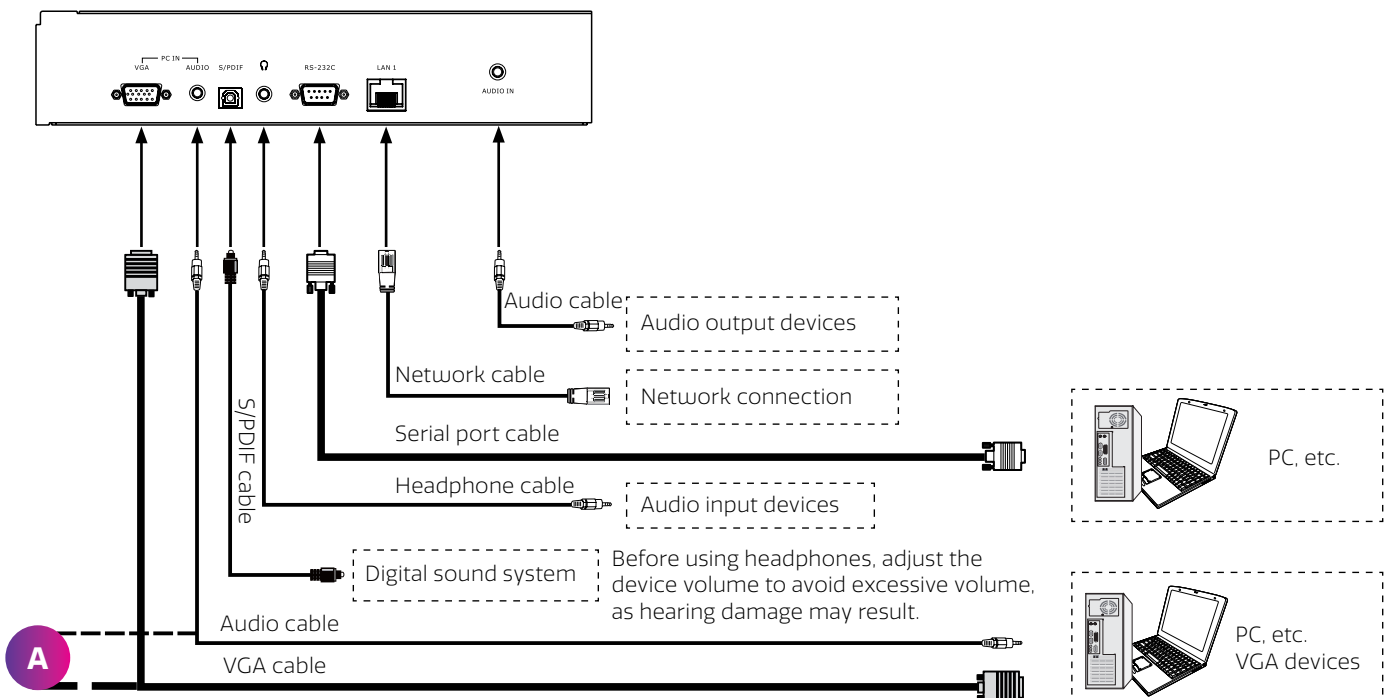 PC IN
VGA AUDIO S/PDIF RS-232C LAN 1
AUDIO IN
Audio cable
Audio output devices
Network cable
Network connection
S/PDIF cable
Serial port cable
PC, etc.
Headphone cable
Audio input devices
Digital sound system
Before using headphones, adjust the
device volume to avoid excessive volume,
as hearing damage may result.
Audio cable
A
VGA cable
PC, etc.
VGA devices